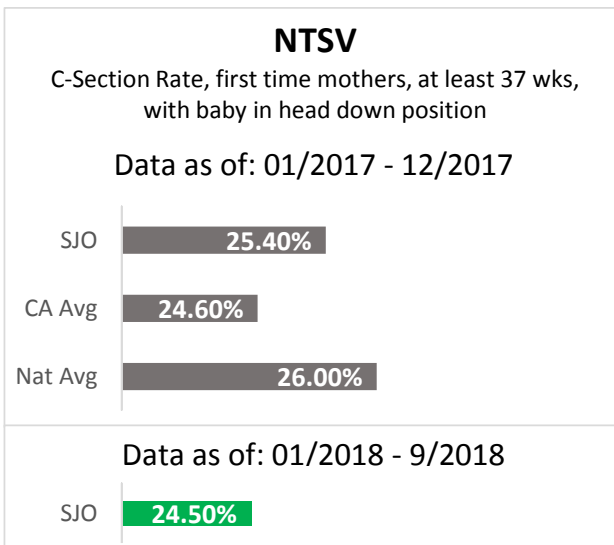 NTSV
C-Section Rate, first time mothers, at least 37 wks,
with baby in head down position
Data as of: 01/2017 - 12/2017
SJO 25.40%
CA Avg 24.60%
Nat Avg 26.00%
Data as of: 01/2018 - 9/2018
SJO 24.50%